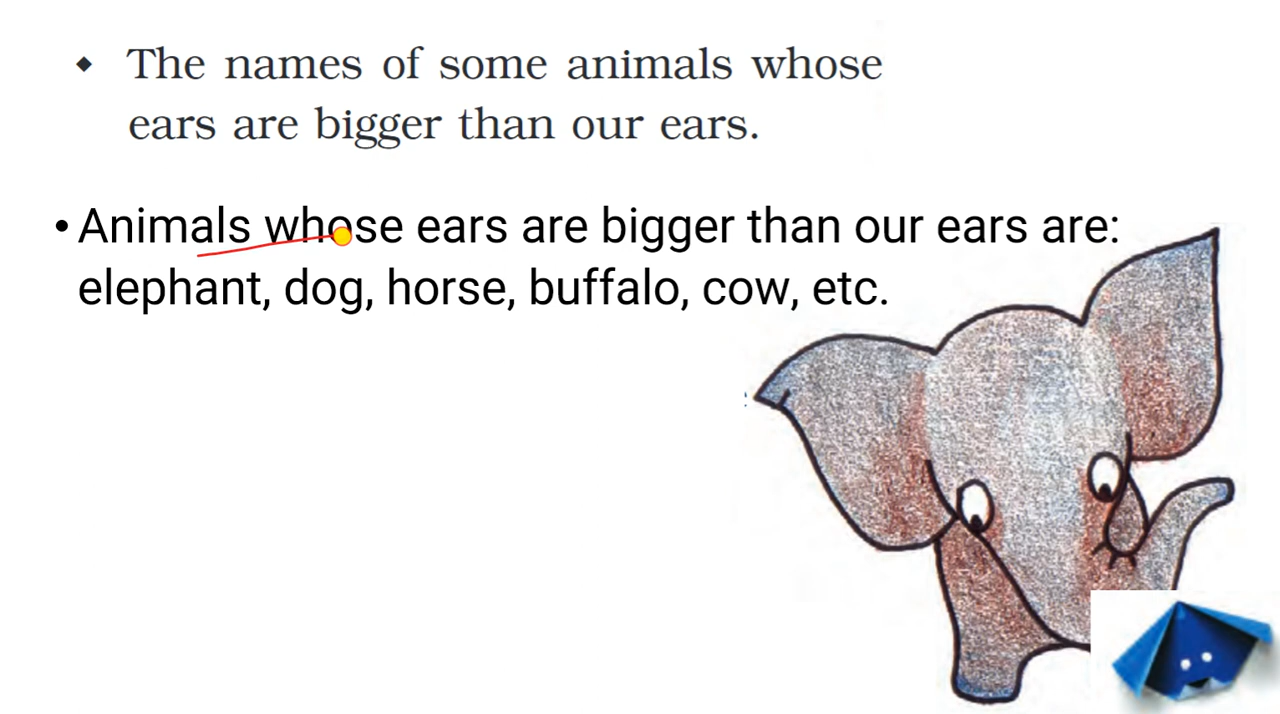 ◆ The names of some animals whose
ears are bigger than our ears.
• Animals whose ears are bigger than our ears are:
elephant, dog, horse, buffalo, cow, etc.